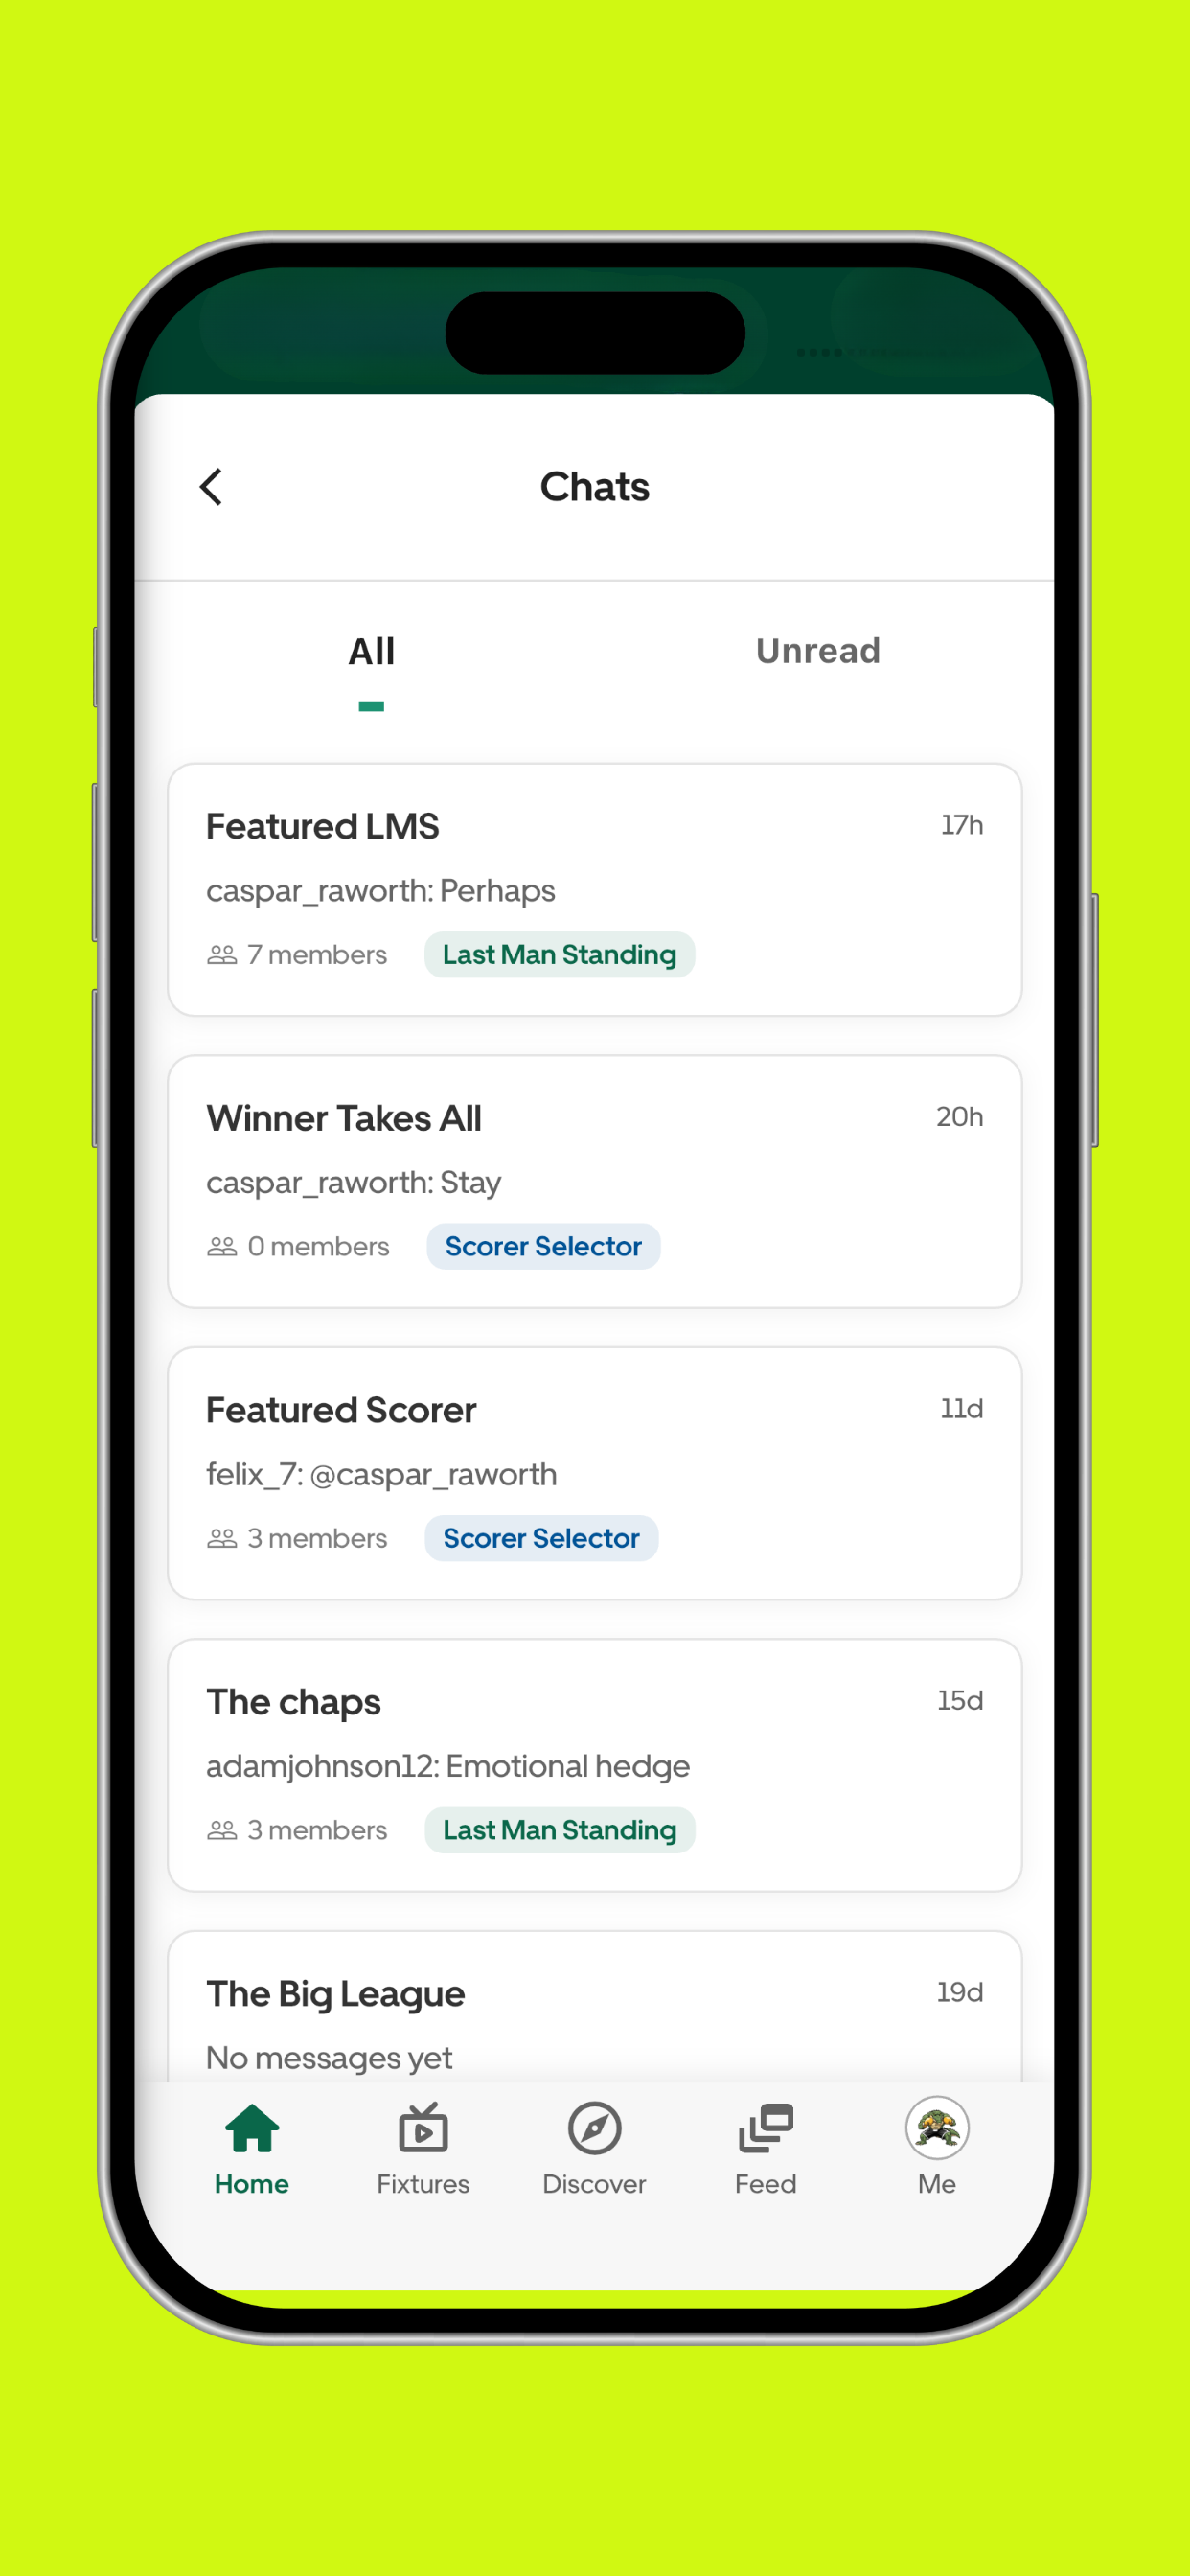 Chats
All
Unread
Featured LMS
17h
caspar_raworth: Perhaps
7 members
Last Man Standing
Winner Takes All
20h
caspar_raworth: Stay
0 members
Scorer Selector
Featured Scorer
11d
felix_7: @caspar_raworth
3 members
Scorer Selector
The chaps
15d
adamjohnson12: Emotional hedge
3 members
Last Man Standing
The Big League
19d
No messages yet
Home
Fixtures
Discover
Feed
Me